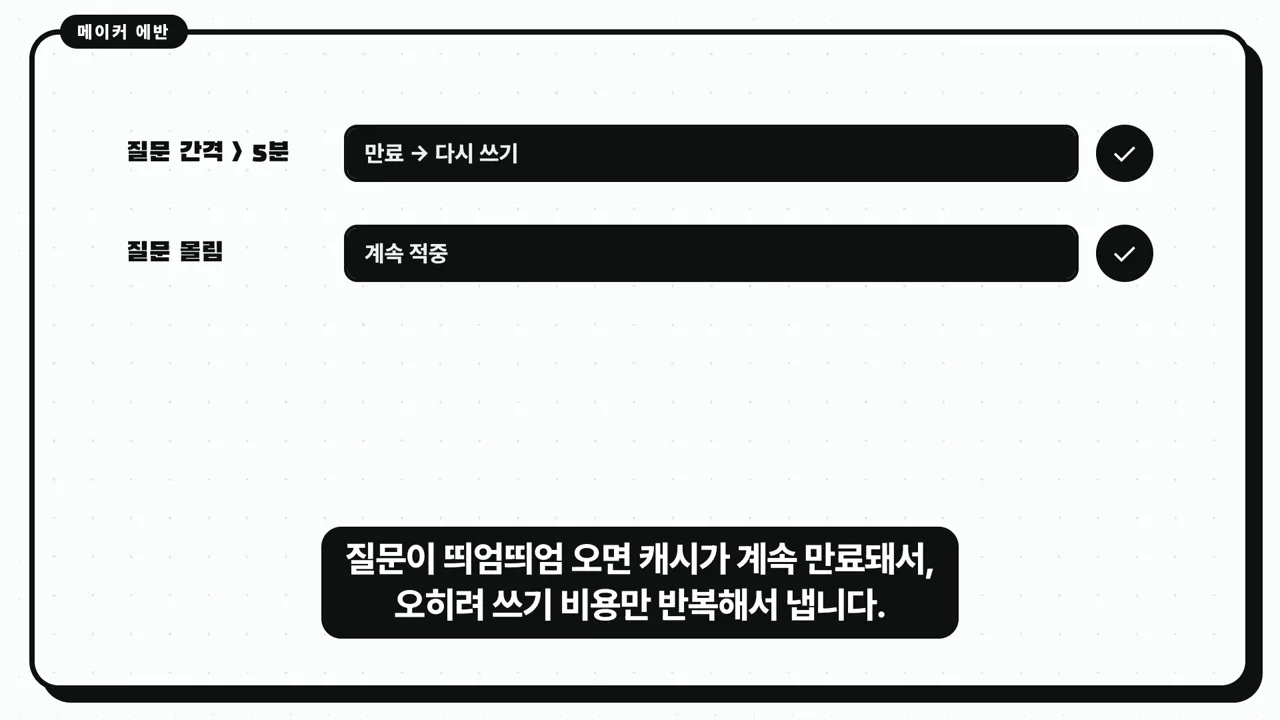 메이커 에반
질문 간격 > 5분
만료 → 다시 쓰기
질문 몰림
계속 적중
질문이 띄엄띄엄 오면 캐시가 계속 만료돼서,
오히려 쓰기 비용만 반복해서 냅니다.